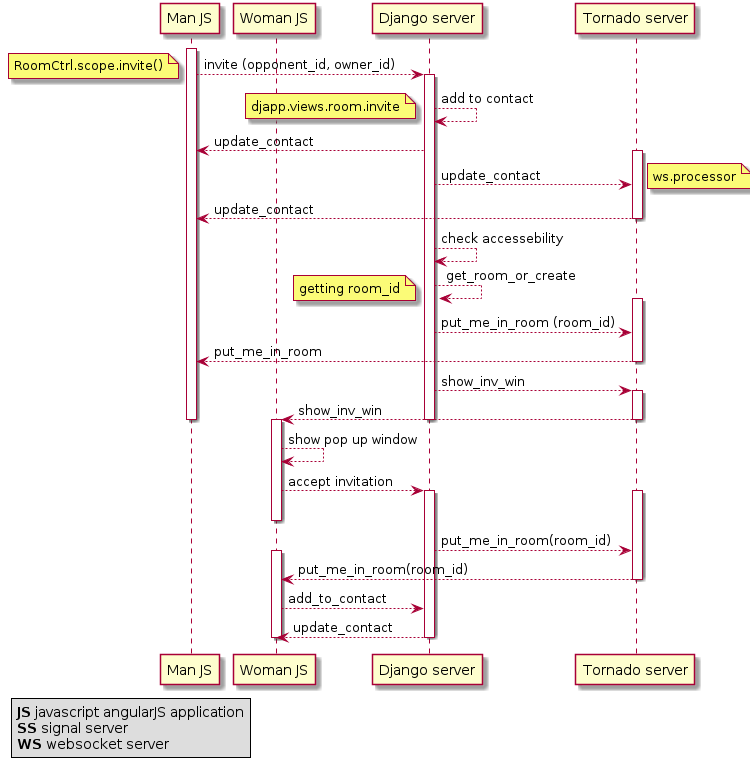 Man JS
Woman JS
Django server
Tornado server
RoomCtrl.scope.invite()
invite (opponent_id, owner_id)
add to contact
djapp.views.room.invite
update_contact
update_contact
ws.processor
update_contact
check accessebility
get_room_or_create
getting room_id
put_me_in_room (room_id)
put_me_in_room
show_inv_win
show_inv_win
show pop up window
accept invitation
put_me_in_room(room_id)
put_me_in_room(room_id)
add_to_contact
update_contact
Man JS
Woman JS
Django server
Tornado server
JS javascript angularJS application
SS signal server
WS websocket server